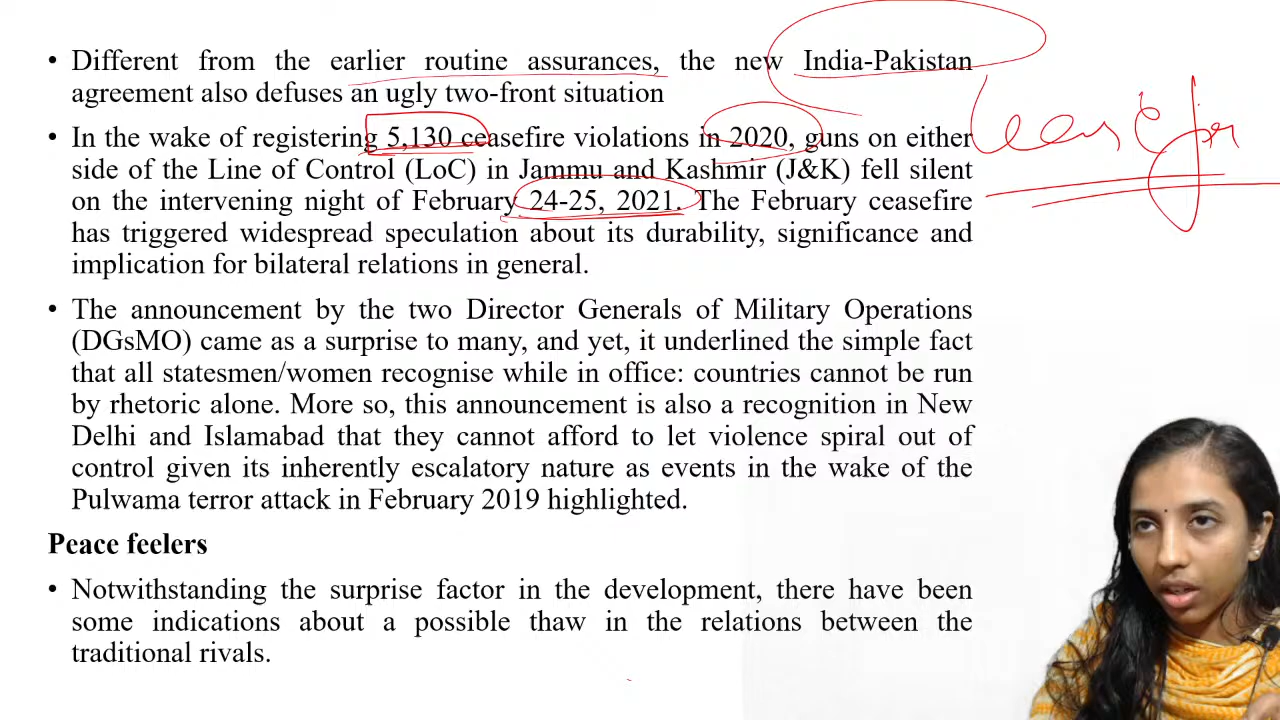 • Different from the earlier routine assurances, the new India-Pakistan
agreement also defuses an ugly two-front situation
• In the wake of registering 5,130 ceasefire violations in 2020, guns on either
side of the Line of Control (LoC) in Jammu and Kashmir (J&K) fell silent
on the intervening night of February 24-25, 2021. The February ceasefire
has triggered widespread speculation about its durability, significance and
implication for bilateral relations in general.
• The announcement by the two Director Generals of Military Operations
(DGsMO) came as a surprise to many, and yet, it underlined the simple fact
that all statesmen/women recognise while in office: countries cannot be run
by rhetoric alone. More so, this announcement is also a recognition in New
Delhi and Islamabad that they cannot afford to let violence spiral out of
control given its inherently escalatory nature as events in the wake of the
Pulwama terror attack in February 2019 highlighted.
Peace feelers
• Notwithstanding the surprise factor in the development, there have been
some indications about a possible thaw in the relations between the
traditional rivals.